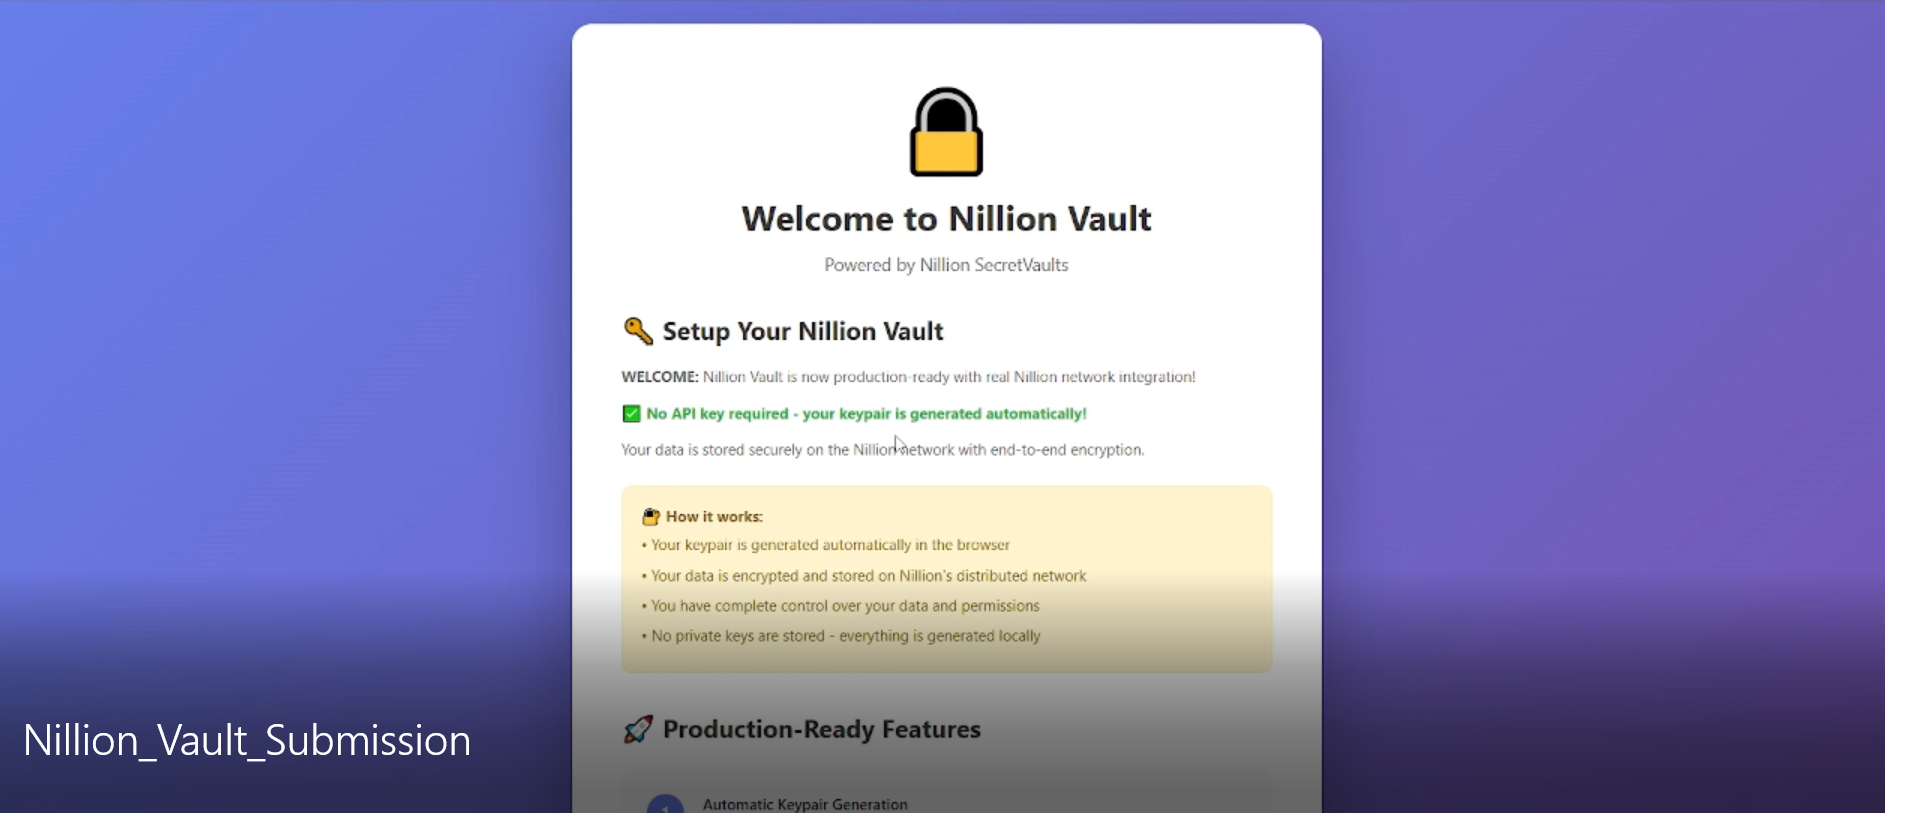 Welcome to Nillion Vault
Powered by Nillion SecretVaults
Setup Your Nillion Vault
WELCOME: Nillion Vault is now production-ready with real Nillion network integration!
No API key required - your keypair is generated automatically!
Your data is stored securely on the Nillion network with end-to-end encryption.
How it works:
• Your keypair is generated automatically in the browser
• Your data is encrypted and stored on Nillion's distributed network
• You have complete control over your data and permissions
• No private keys are stored - everything is generated locally
Production-Ready Features
Nillion_Vault_Submission
1
Automatic Keypair Generation